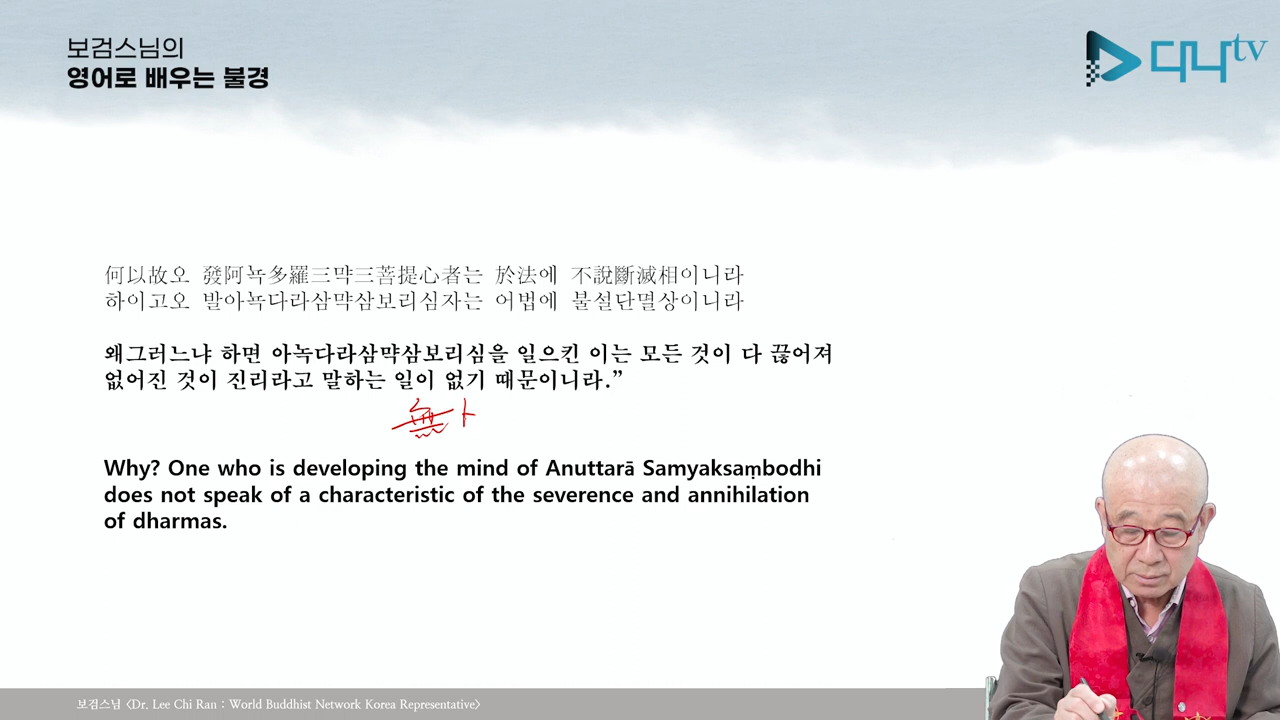 보검스님의
영어로 배우는 불경
디나tv
何以故오 發阿뇩多羅三먁三菩提心者는 於法에 不說斷滅相이니라
하이고오 발아뇩다라삼먁삼보리심자는 어법에 불설단멸상이니라
왜그러느냐 하면 아뇩다라삼먁삼보리심을 일으킨 이는 모든 것이 다 끊어져
없어진 것이 진리라고 말하는 일이 없기 때문이니라.”
Why? One who is developing the mind of Anuttarā Samyaksaṃbodhi
does not speak of a characteristic of the severence and annihilation
of dharmas.
보검스님 <Dr. Lee Chi Ran : World Buddhist Network Korea Representative>